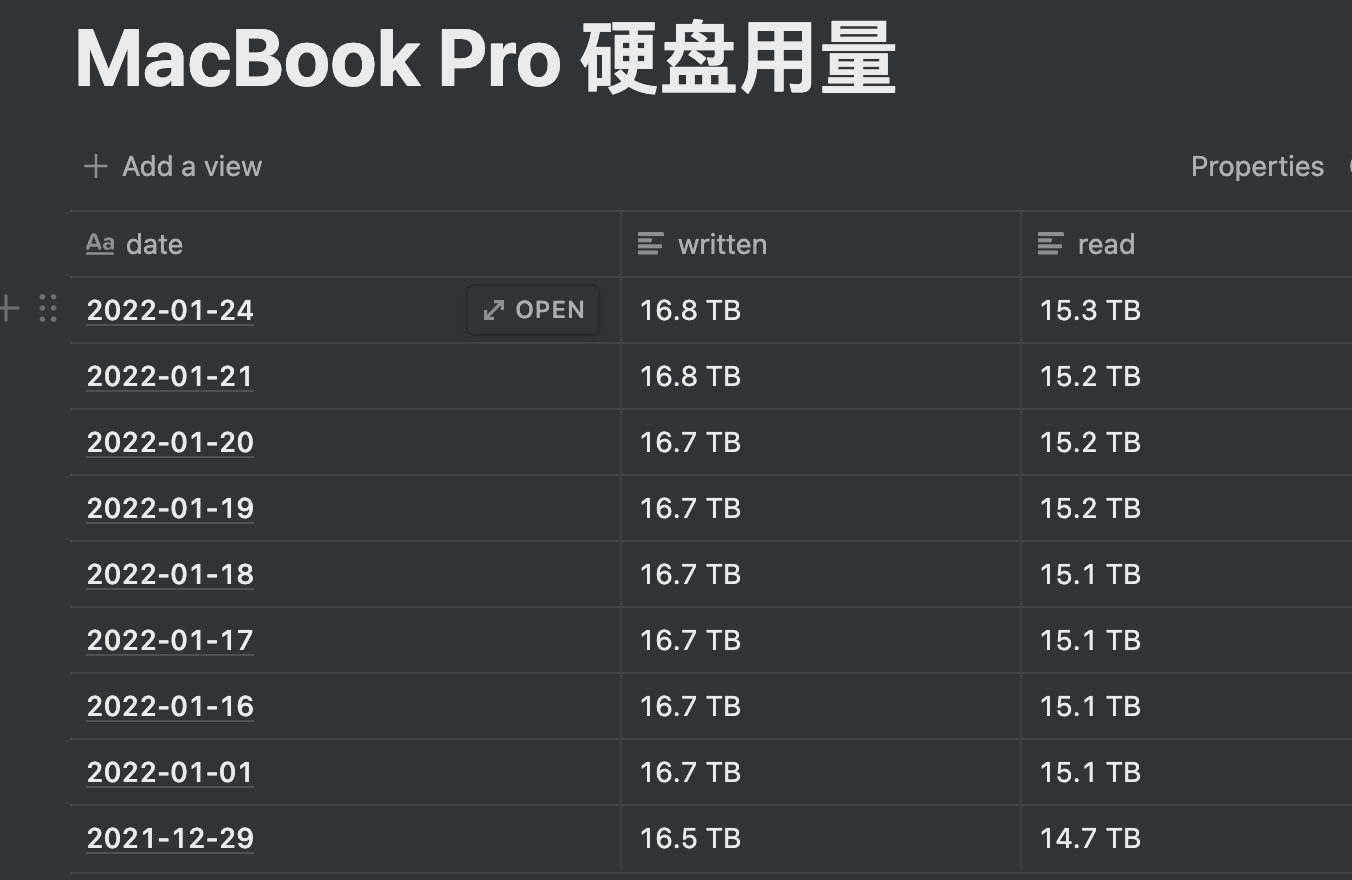 MacBook Pro 硬盘用量
Add a view Properties
Aa date written read
2022-01-24 OPEN 16.8 TB 15.3 TB
2022-01-21 16.8 TB 15.2 TB
2022-01-20 16.7 TB 15.2 TB
2022-01-19 16.7 TB 15.2 TB
2022-01-18 16.7 TB 15.1 TB
2022-01-17 16.7 TB 15.1 TB
2022-01-16 16.7 TB 15.1 TB
2022-01-01 16.7 TB 15.1 TB
2021-12-29 16.5 TB 14.7 TB